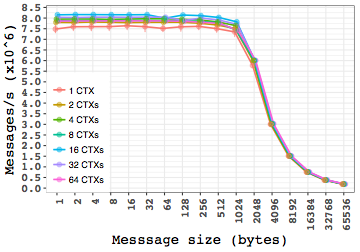 Messages/s (x10^6)
8.5
8.0
7.5
7.0
6.5
6.0
5.5
5.0
4.5
4.0
3.5
3.0
2.5
2.0
1.5
1.0
0.5
0.0
1 CTX
2 CTXs
4 CTXs
8 CTXs
16 CTXs
32 CTXs
64 CTXs
1 2 4 8 16 32 64 128 256 512 1024 2048 4096 8192 16384 32768 65536
Messsage size (bytes)